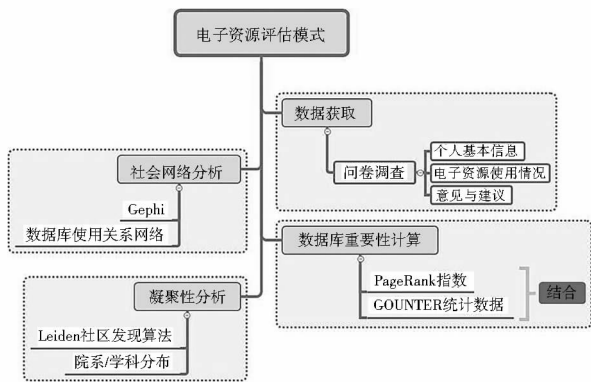 电子资源评估模式
数据获取
问卷调查
个人基本信息
电子资源使用情况
意见与建议
社会网络分析
Gephi
数据库使用关系网络
数据库重要性计算
PageRank指数
GOUNTER统计数据
结合
凝聚性分析
Leiden社区发现算法
院系/学科分布